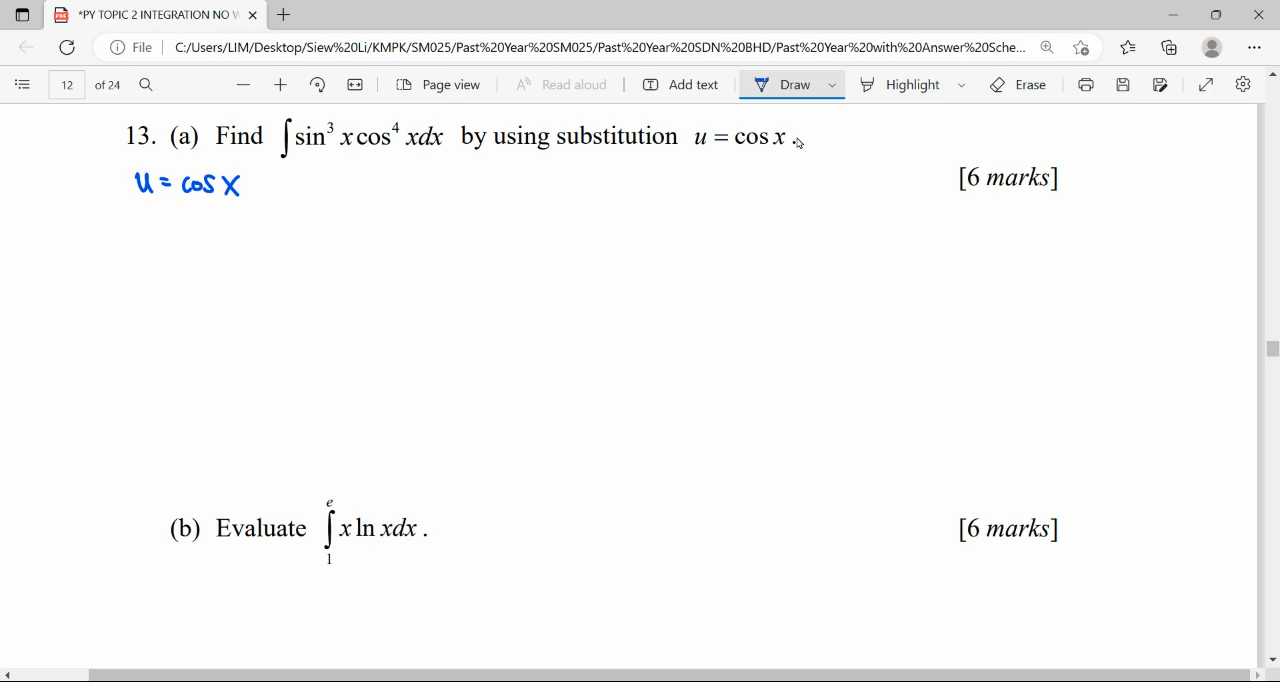 *PY TOPIC 2 INTEGRATION NO
File C:/Users/LIM/Desktop/Siew%20Li/KMPK/SM025/Past%20Year%20SM025/Past%20Year%20SDN%20BHD/Past%20Year%20with%20Answer%20Sche...
12 of 24 Page view Read aloud Add text Draw Highlight Erase
13. (a) Find ∫sin³ x cos⁴ xdx by using substitution u = cos x .
[6 marks]
u = cos x
(b) Evaluate ∫₁ᵉ x ln xdx . [6 marks]